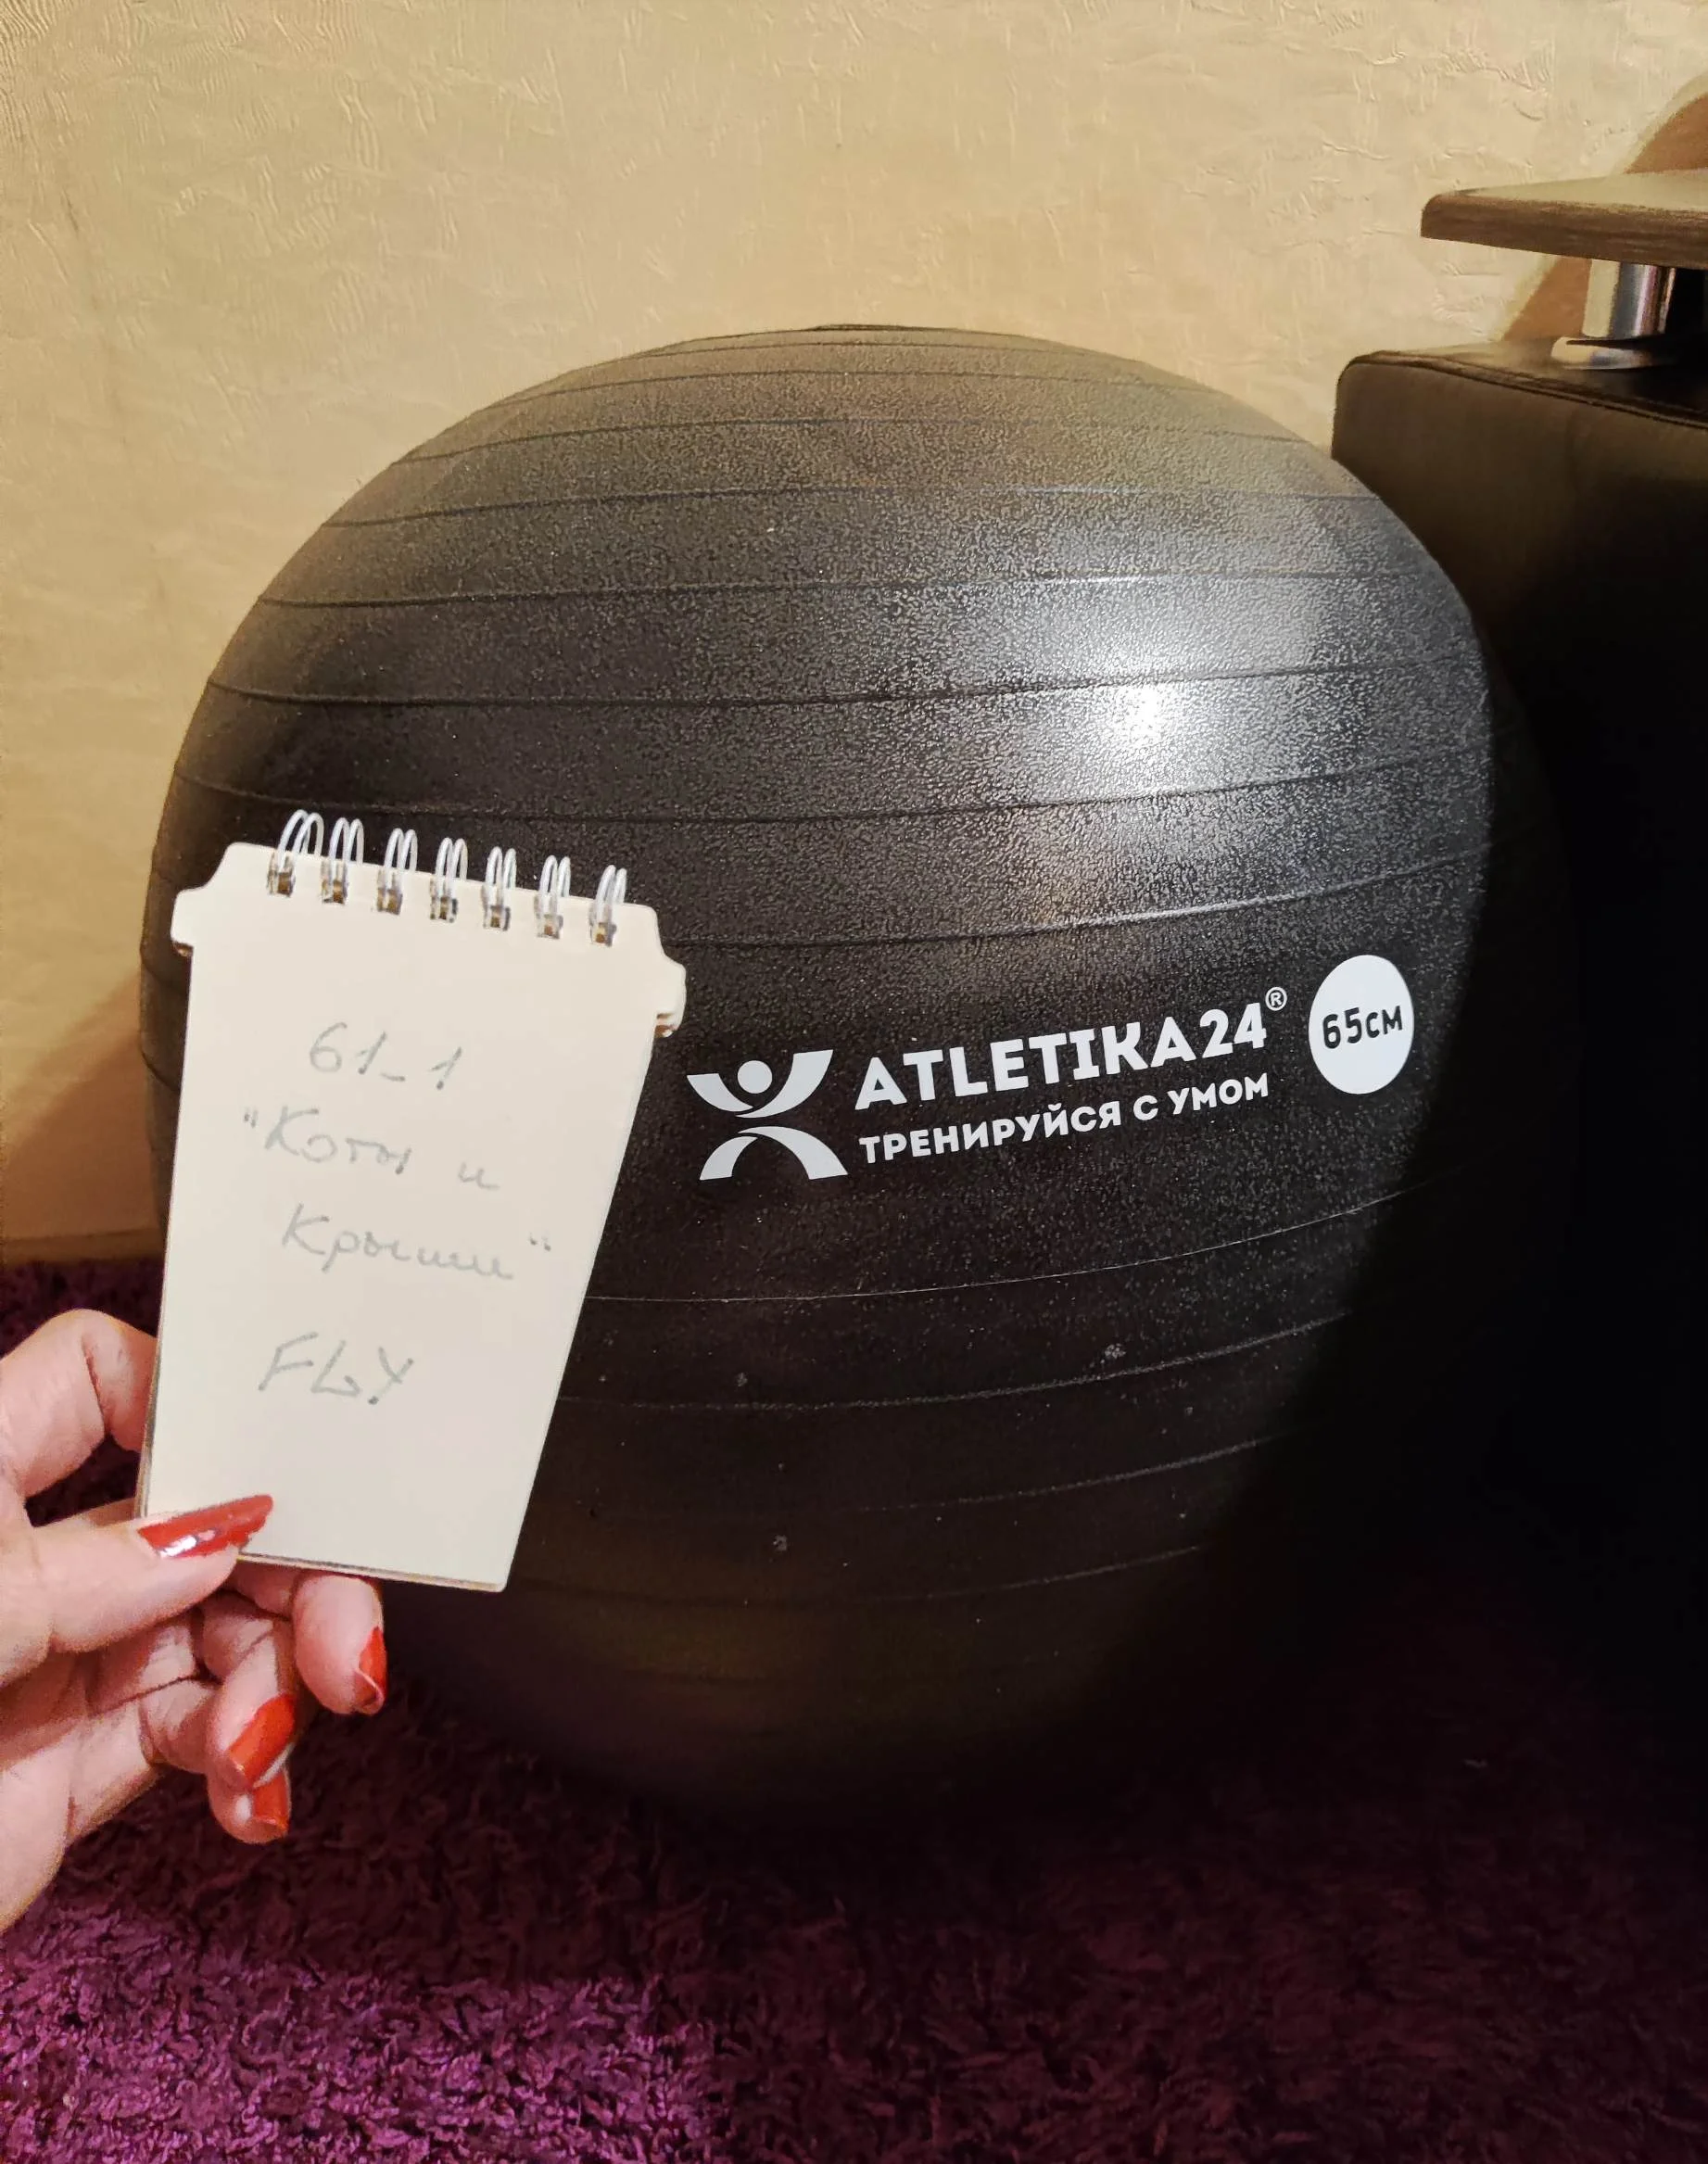 61_1
"Коты и
Крыши"
FLY
ATLETIKA24®
ТРЕНИРУЙСЯ С УМОМ
65см